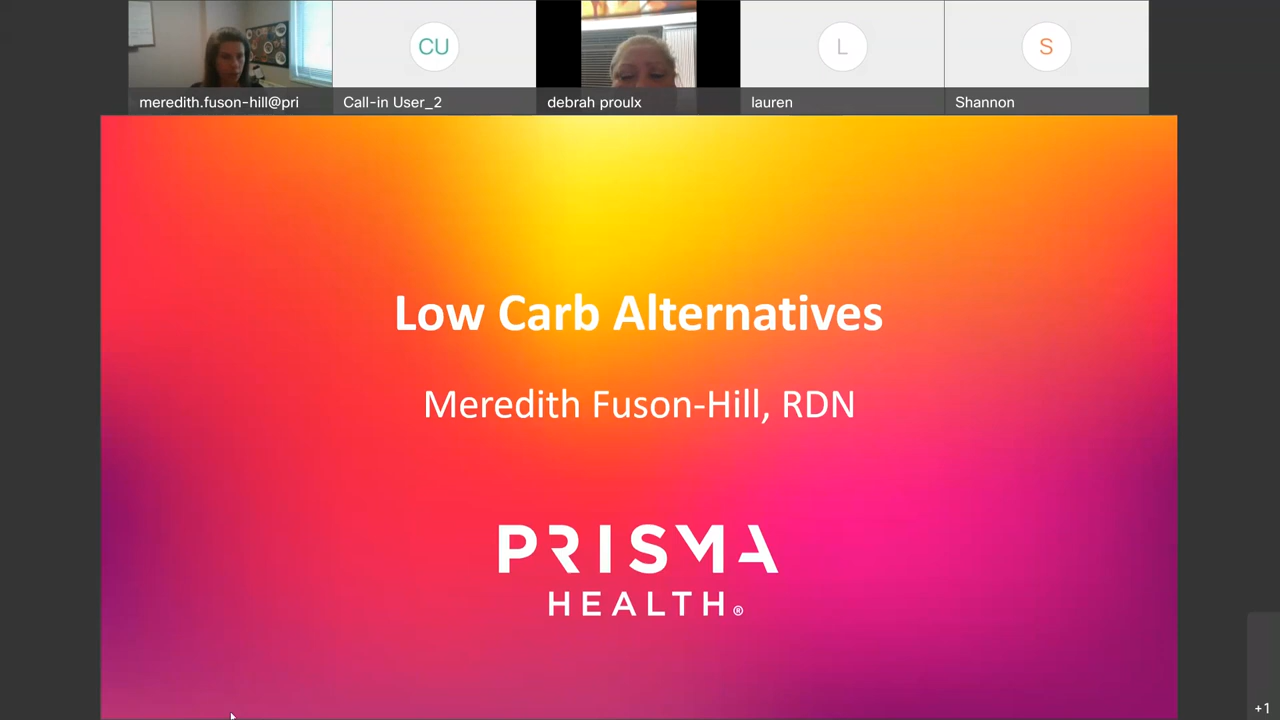 CU
L
S
meredith.fuson-hill@pri
Call-in User_2
debrah proulx
lauren
Shannon
Low Carb Alternatives
Meredith Fuson-Hill, RDN
PRISMA
HEALTH®
+1